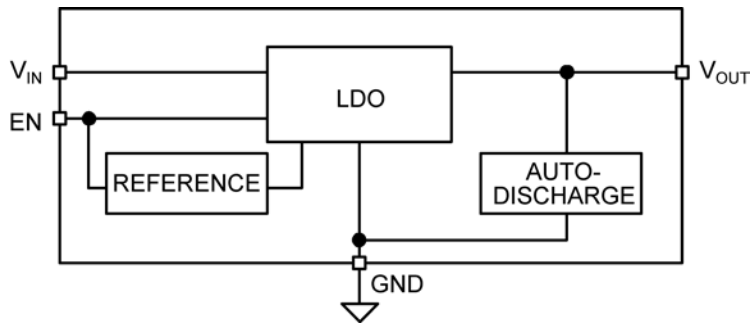 V_IN
LDO
V_OUT
EN
REFERENCE
AUTO-
DISCHARGE
GND